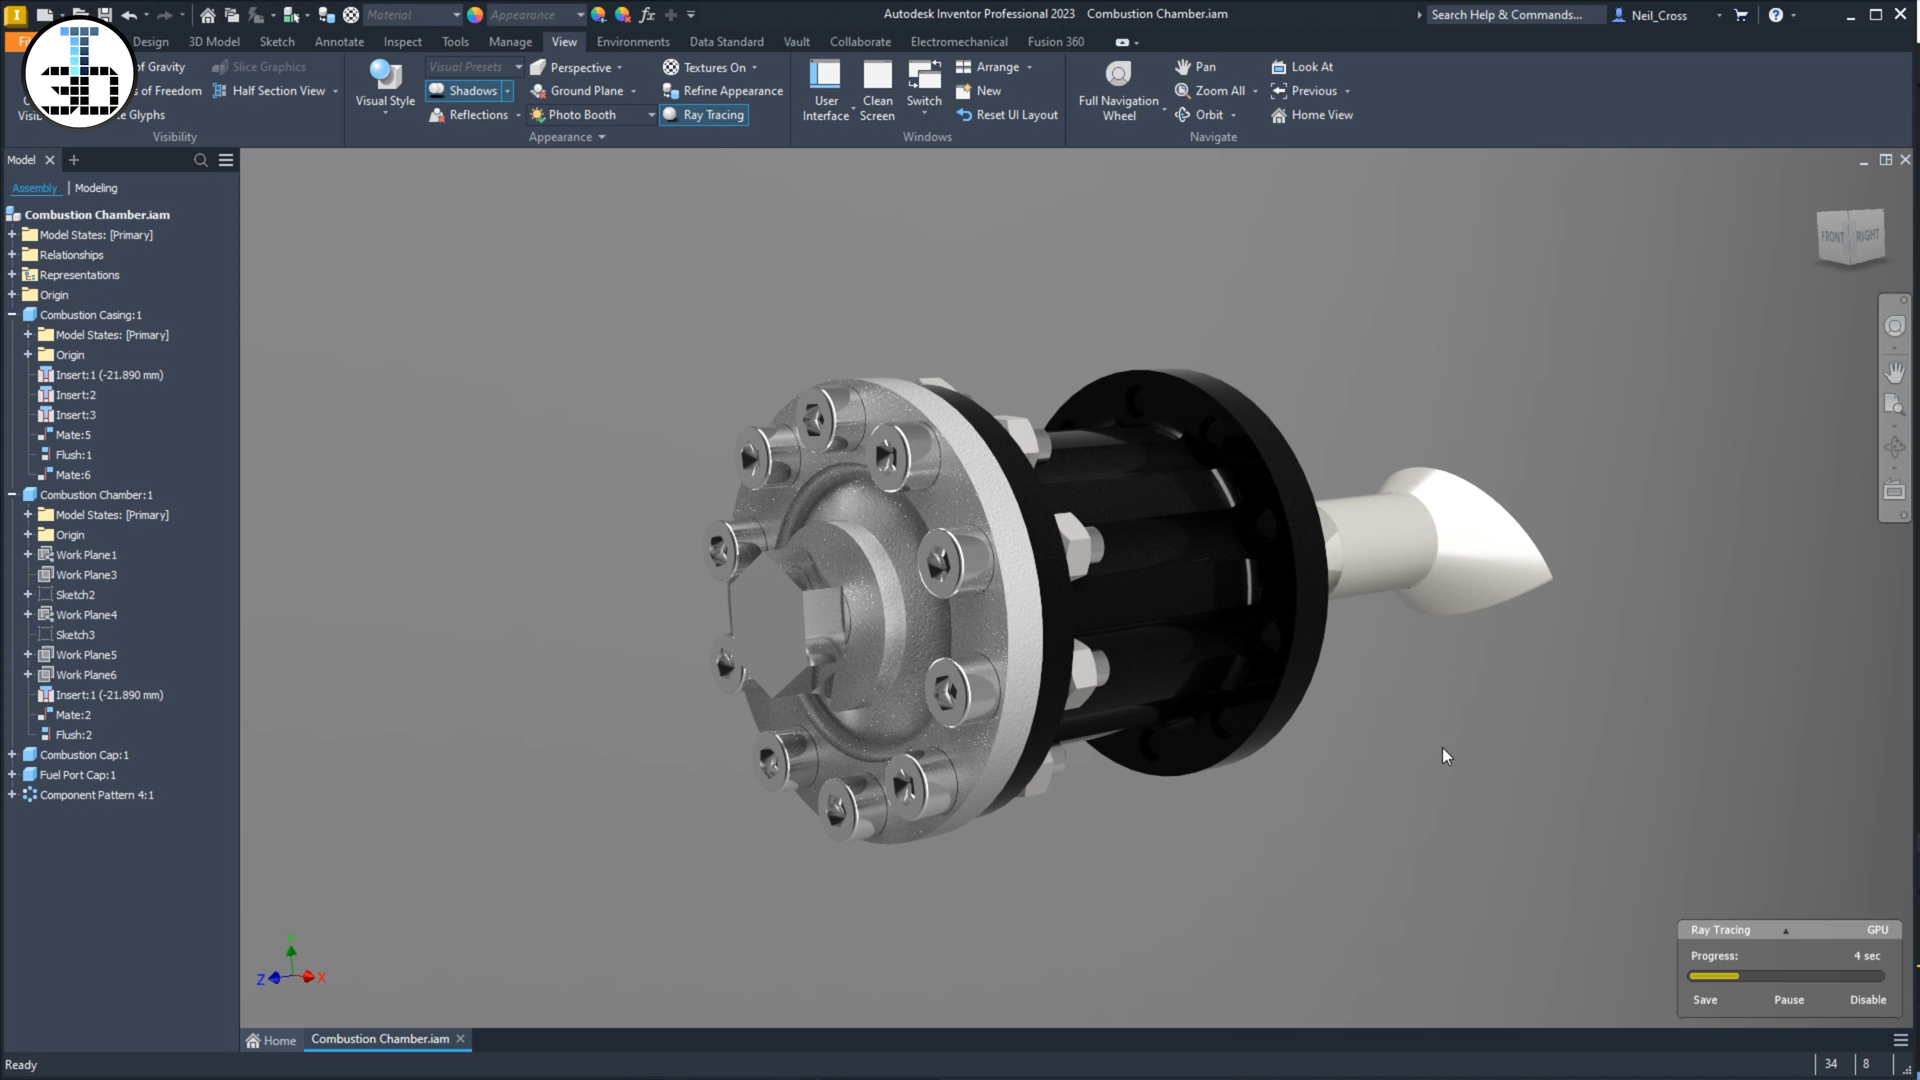 Material
Appearance
Autodesk Inventor Professional 2023 Combustion Chamber.iam
Search Help & Commands...
Neil_Cross
Design 3D Model Sketch Annotate Inspect Tools Manage View Environments Data Standard Vault Collaborate Electromechanical Fusion 360
of Gravity
Slice Graphics
s of Freedom
Half Section View
e Glyphs
Visibility
Visual Style
Visual Presets
Shadows
Reflections
Perspective
Ground Plane
Photo Booth
Textures On
Refine Appearance
Ray Tracing
Appearance
User
Interface
Clean
Screen
Switch
Arrange
New
Reset UI Layout
Windows
Full Navigation
Wheel
Pan
Zoom All
Orbit
Look At
Previous
Home View
Navigate
Model
Assembly | Modeling
Combustion Chamber.iam
Model States: [Primary]
Relationships
Representations
Origin
Combustion Casing:1
Model States: [Primary]
Origin
Insert:1 (-21.890 mm)
Insert:2
Insert:3
Mate:5
Flush:1
Mate:6
Combustion Chamber:1
Model States: [Primary]
Origin
Work Plane1
Work Plane3
Sketch2
Work Plane4
Sketch3
Work Plane5
Work Plane6
Insert:1 (-21.890 mm)
Mate:2
Flush:2
Combustion Cap:1
Fuel Port Cap:1
Component Pattern 4:1
FRONT RIGHT
Z X
Ray Tracing GPU
Progress: 4 sec
Save Pause Disable
Home Combustion Chamber.iam
Ready
34 8